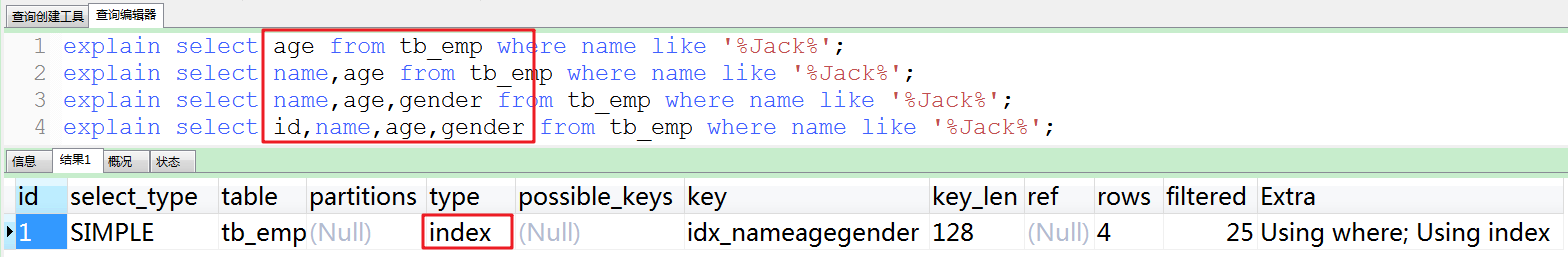 查询创建工具 查询编辑器
1 explain select age from tb_emp where name like '%Jack%';
2 explain select name,age from tb_emp where name like '%Jack%';
3 explain select name,age,gender from tb_emp where name like '%Jack%';
4 explain select id,name,age,gender from tb_emp where name like '%Jack%';
信息 结果1 概况 状态
id select_type table partitions type possible_keys key key_len ref rows filtered Extra
1 SIMPLE tb_emp (Null) index (Null) idx_nameagegender 128 (Null) 4 25 Using where; Using index